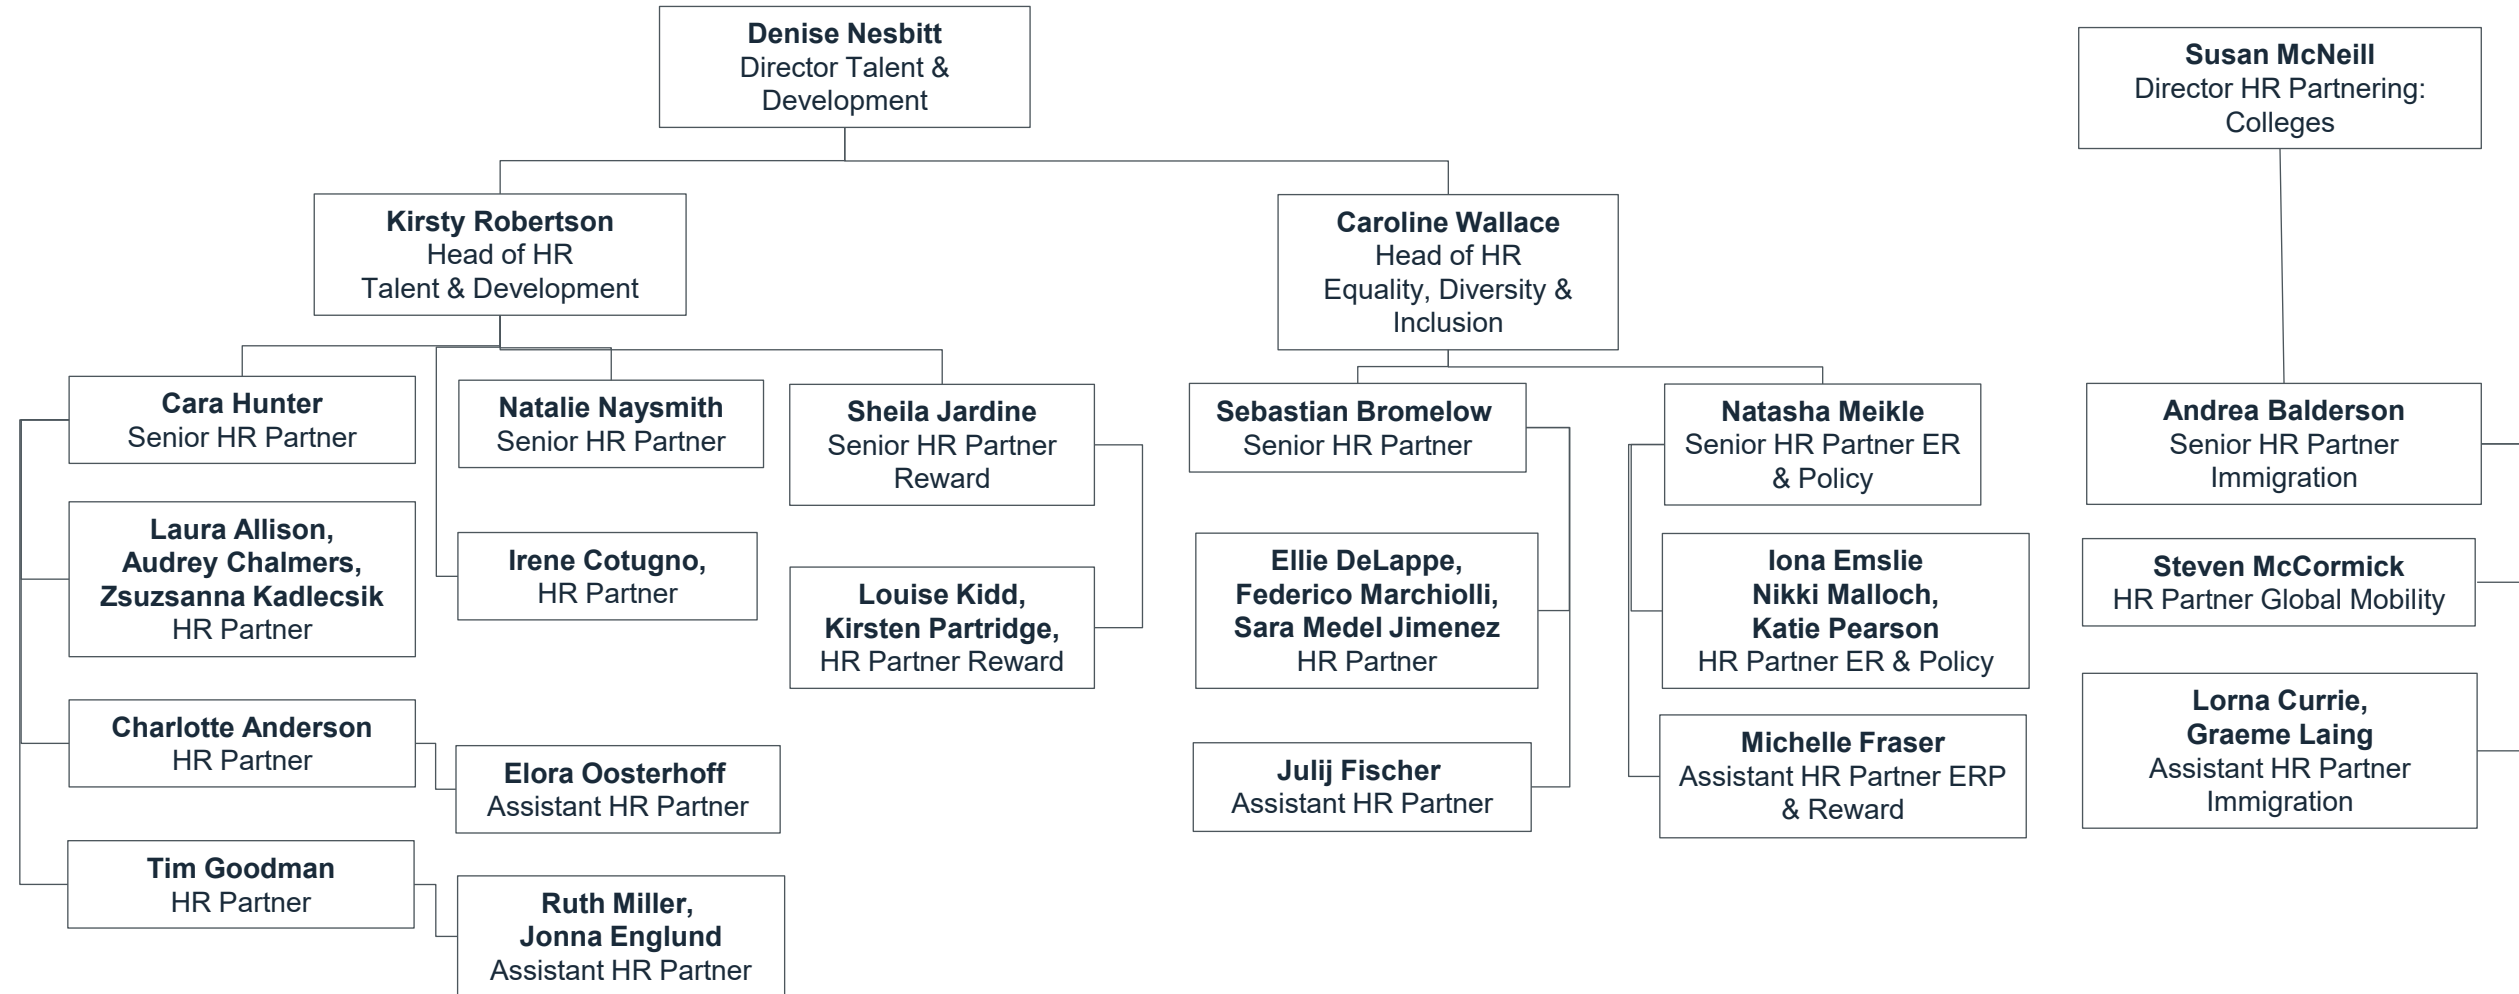 Denise Nesbitt
Director Talent &
Development
Susan McNeill
Director HR Partnering:
Colleges
Kirsty Robertson
Head of HR
Talent & Development
Caroline Wallace
Head of HR
Equality, Diversity &
Inclusion
Cara Hunter
Senior HR Partner
Natalie Naysmith
Senior HR Partner
Sheila Jardine
Senior HR Partner
Reward
Sebastian Bromelow
Senior HR Partner
Natasha Meikle
Senior HR Partner ER
& Policy
Andrea Balderson
Senior HR Partner
Immigration
Laura Allison,
Audrey Chalmers,
Zsuzsanna Kadlecsik
HR Partner
Irene Cotugno,
HR Partner
Louise Kidd,
Kirsten Partridge,
HR Partner Reward
Ellie DeLappe,
Federico Marchiolli,
Sara Medel Jimenez
HR Partner
Iona Emslie
Nikki Malloch,
Katie Pearson
HR Partner ER & Policy
Steven McCormick
HR Partner Global Mobility
Charlotte Anderson
HR Partner
Elora Oosterhoff
Assistant HR Partner
Julij Fischer
Assistant HR Partner
Michelle Fraser
Assistant HR Partner ERP
& Reward
Lorna Currie,
Graeme Laing
Assistant HR Partner
Immigration
Tim Goodman
HR Partner
Ruth Miller,
Jonna Englund
Assistant HR Partner